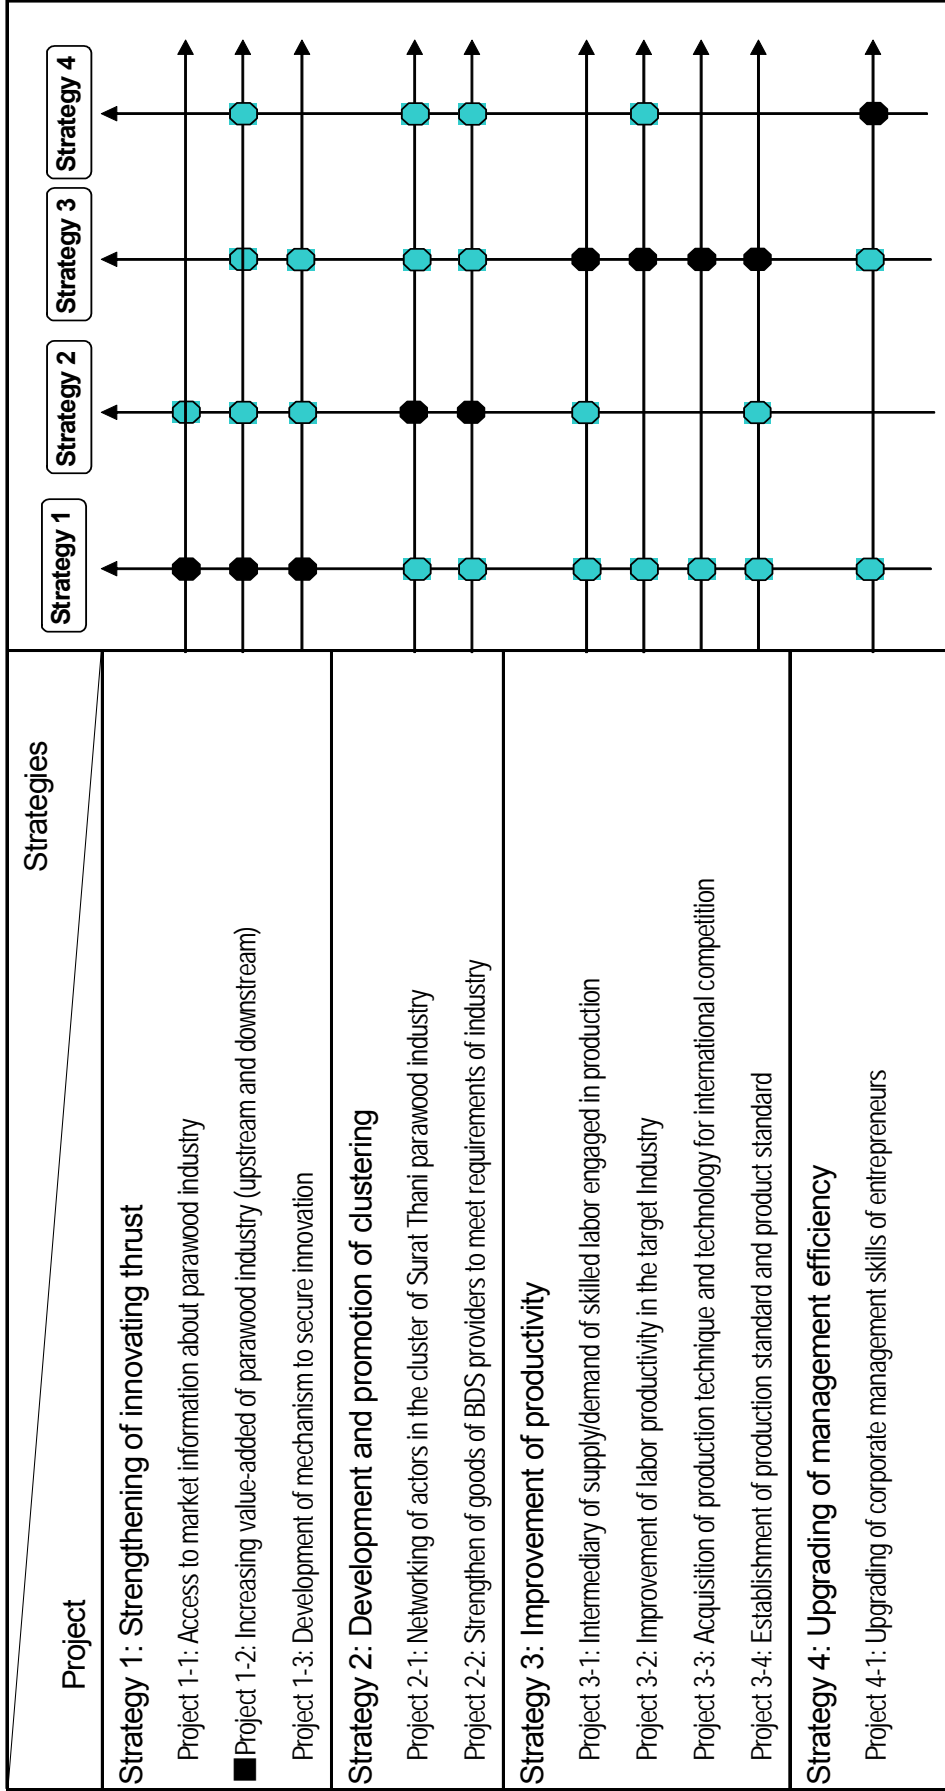 Project
Strategies
Strategy 1
Strategy 2
Strategy 3
Strategy 4
Strategy 1: Strengthening of innovating thrust
Project 1-1: Access to market information about parawood industry
Project 1-2: Increasing value-added of parawood industry (upstream and downstream)
Project 1-3: Development of mechanism to secure innovation
Strategy 2: Development and promotion of clustering
Project 2-1: Networking of actors in the cluster of Surat Thani parawood industry
Project 2-2: Strengthen of goods of BDS providers to meet requirements of industry
Strategy 3: Improvement of productivity
Project 3-1: Intermediary of supply/demand of skilled labor engaged in production
Project 3-2: Improvement of labor productivity in the target Industry
Project 3-3: Acquisition of production technique and technology for international competition
Project 3-4: Establishment of production standard and product standard
Strategy 4: Upgrading of management efficiency
Project 4-1: Upgrading of corporate management skills of entrepreneurs